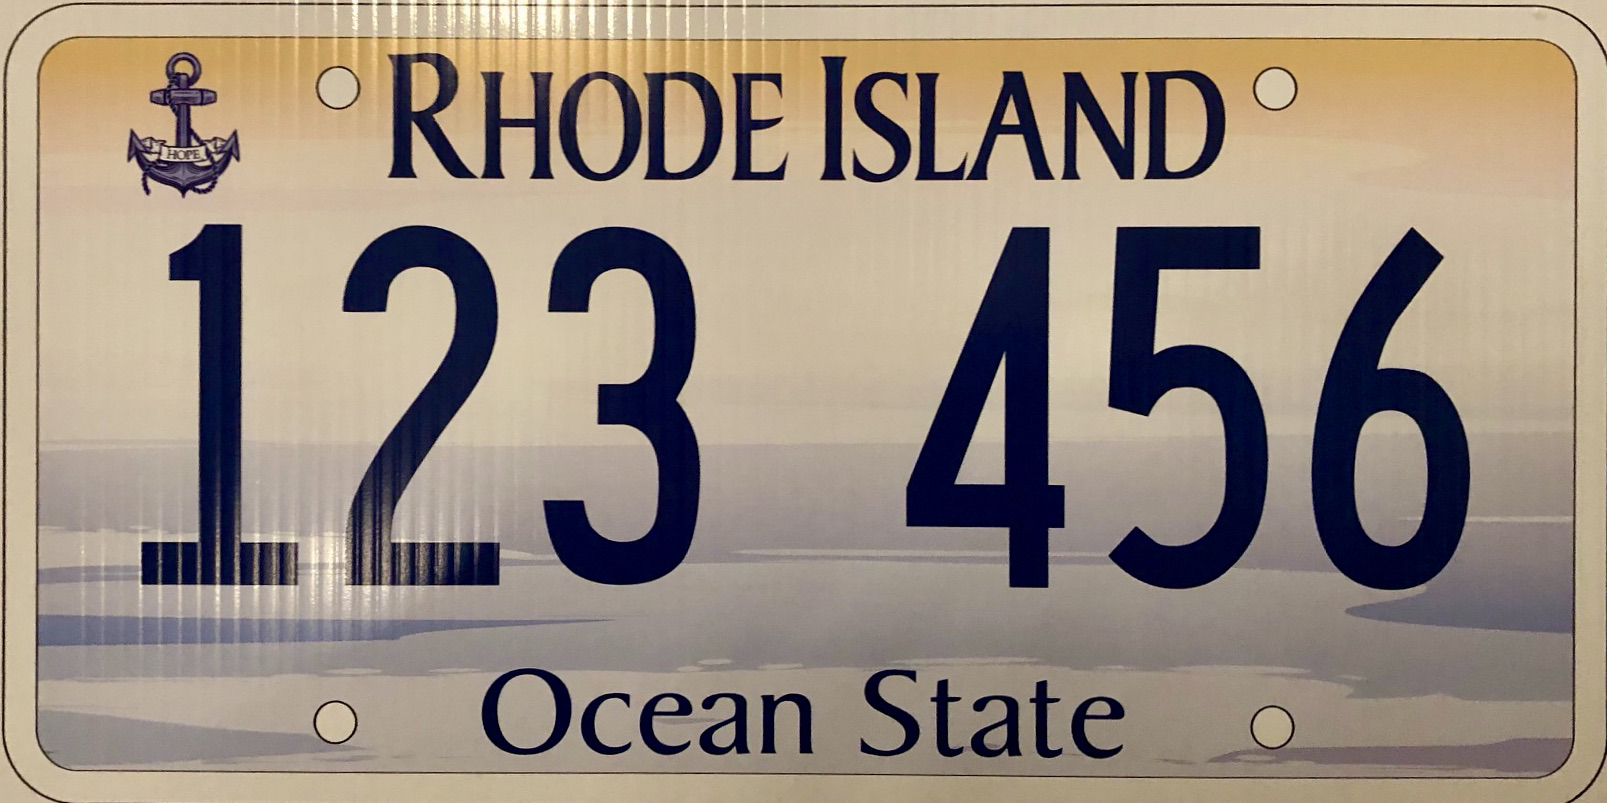 RHODE ISLAND
HOPE
123 456
Ocean State